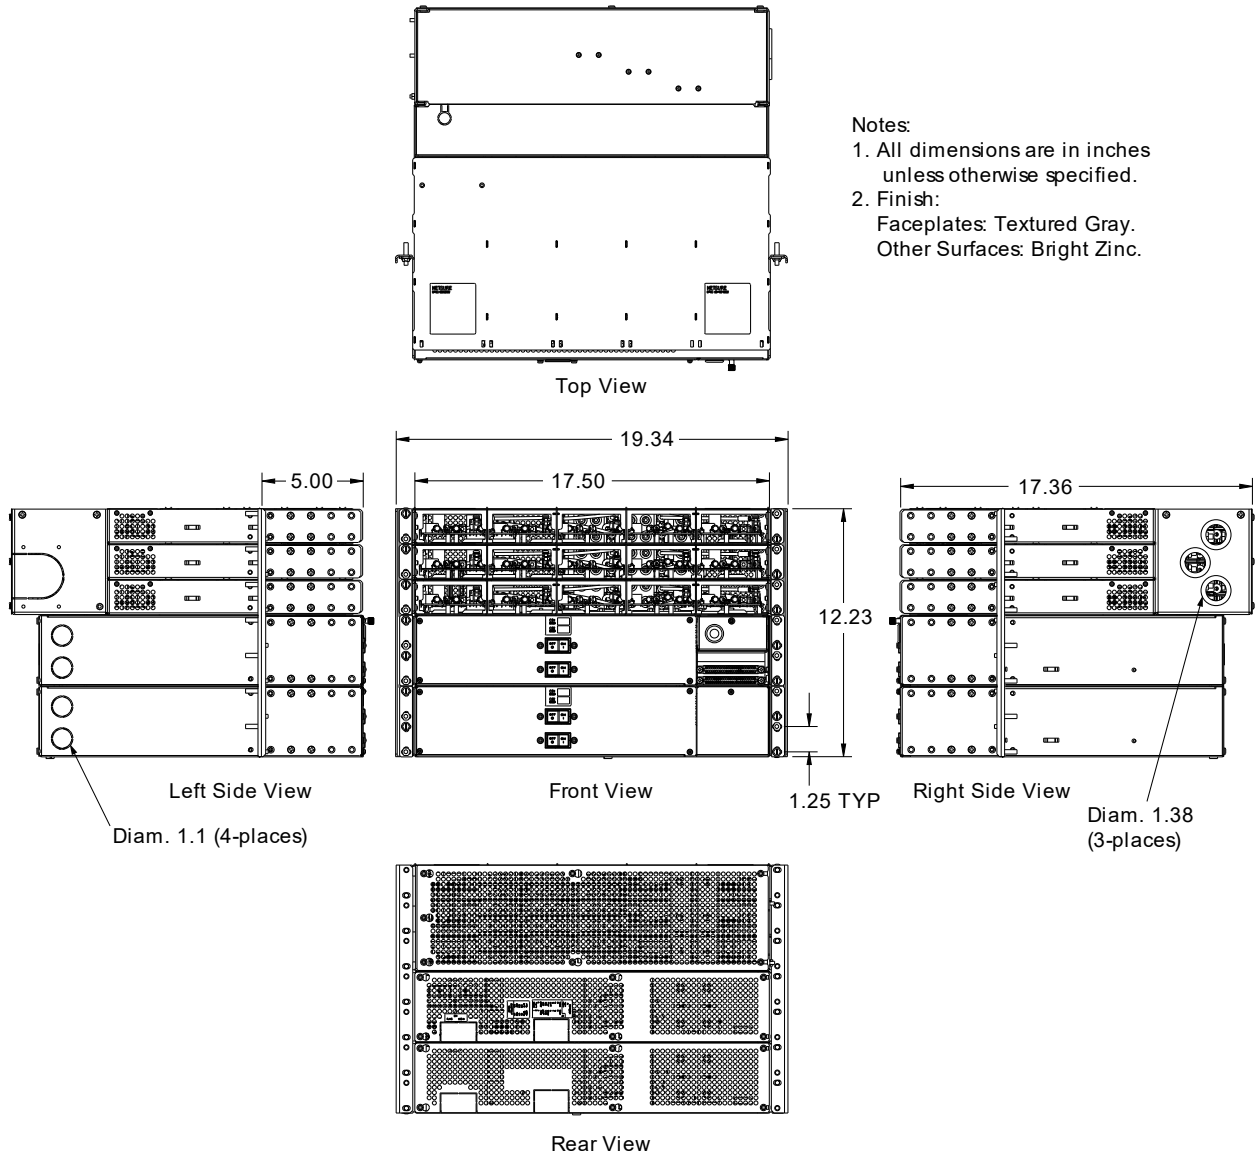 Notes:
1. All dimensions are in inches
unless otherwise specified.
2. Finish:
Faceplates: Textured Gray.
Other Surfaces: Bright Zinc.
NETSURE
NETSURE
Top View
19.34
5.00
17.50
17.36
12.23
1.25 TYP
Left Side View
Front View
Right Side View
Diam. 1.1 (4-places)
Diam. 1.38
(3-places)
Rear View